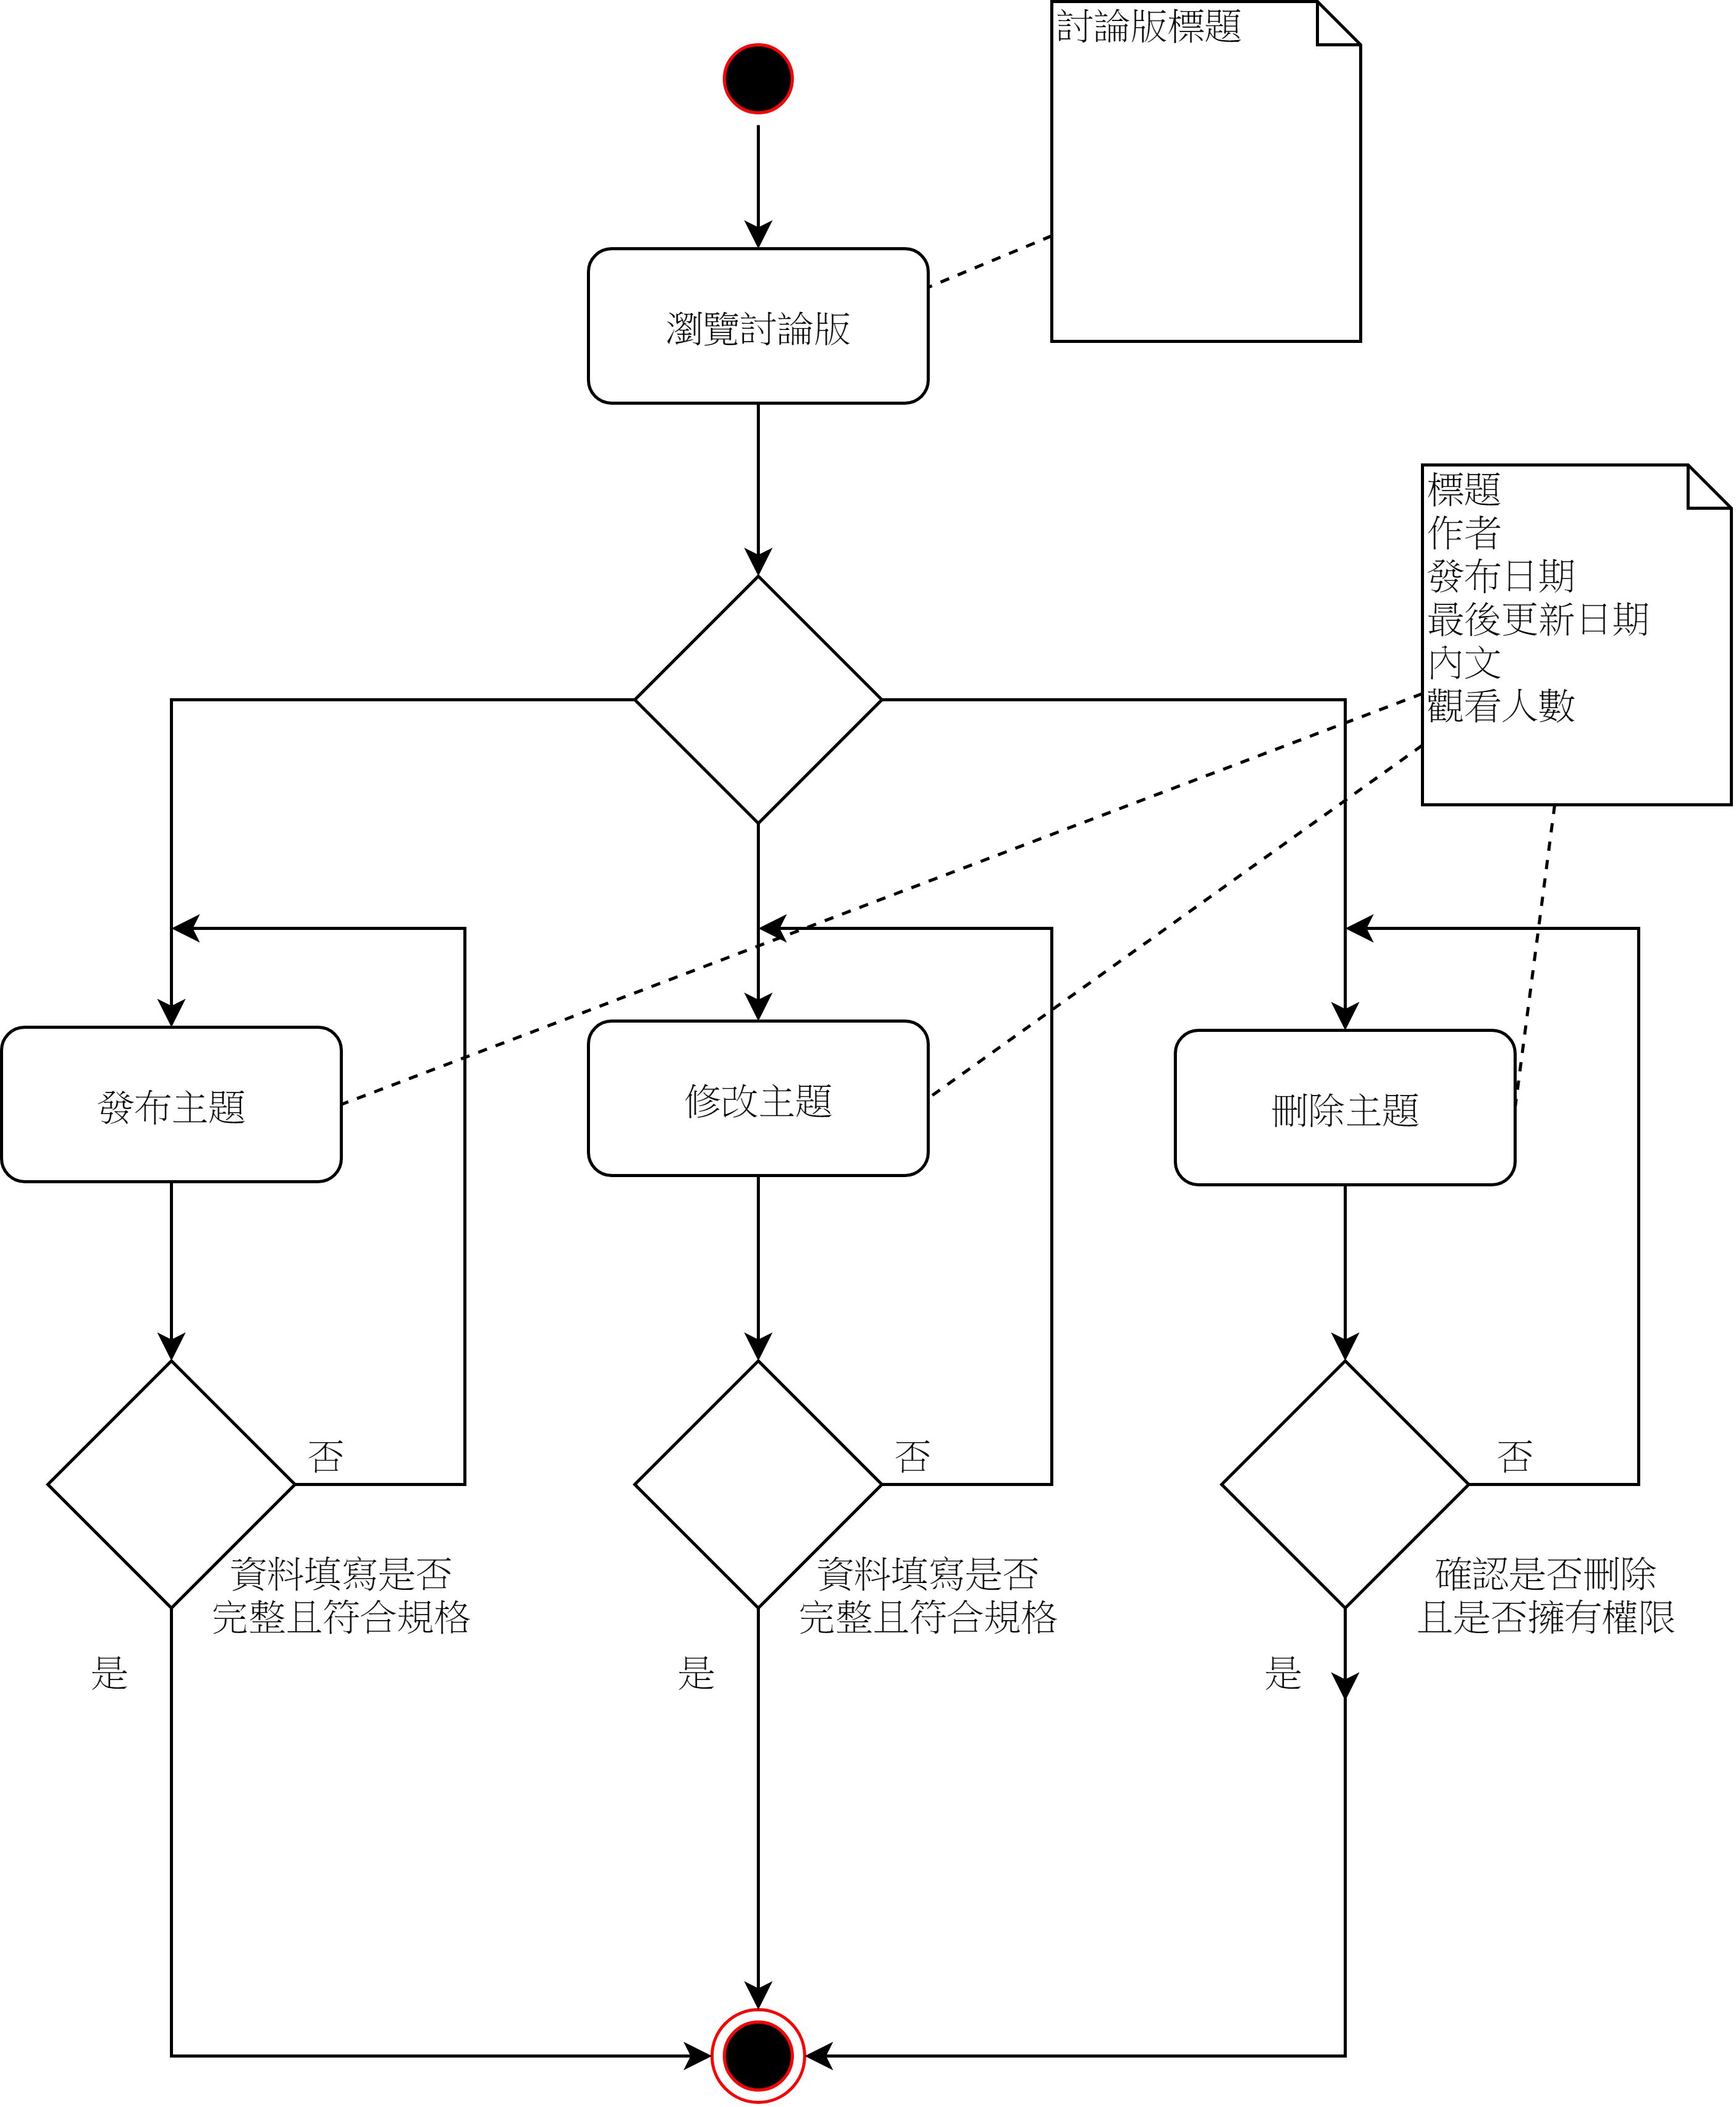 討論版標題
瀏覽討論版
標題
作者
發布日期
最後更新日期
內文
觀看人數
發布主題
修改主題
刪除主題
否
否
否
資料填寫是否
完整且符合規格
資料填寫是否
完整且符合規格
確認是否刪除
且是否擁有權限
是
是
是